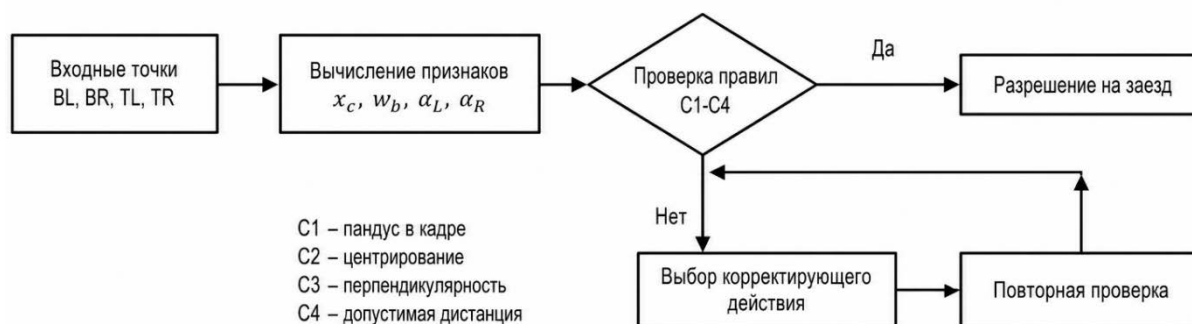 Входные точки
BL, BR, TL, TR
Вычисление признаков
x_c, w_b, α_L, α_R
Проверка правил
C1-C4
Да
Разрешение на заезд
Нет
C1 – пандус в кадре
C2 – центрирование
C3 – перпендикулярность
C4 – допустимая дистанция
Выбор корректирующего
действия
Повторная проверка